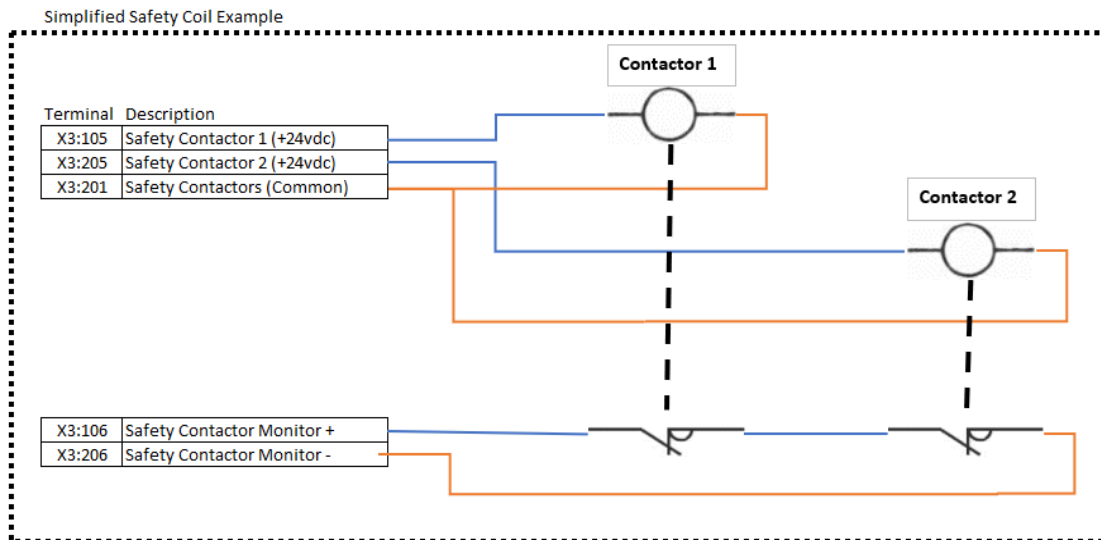 Simplified Safety Coil Example
Contactor 1
Terminal Description
X3:105 Safety Contactor 1 (+24vdc)
X3:205 Safety Contactor 2 (+24vdc)
X3:201 Safety Contactors (Common)
Contactor 2
X3:106 Safety Contactor Monitor +
X3:206 Safety Contactor Monitor -